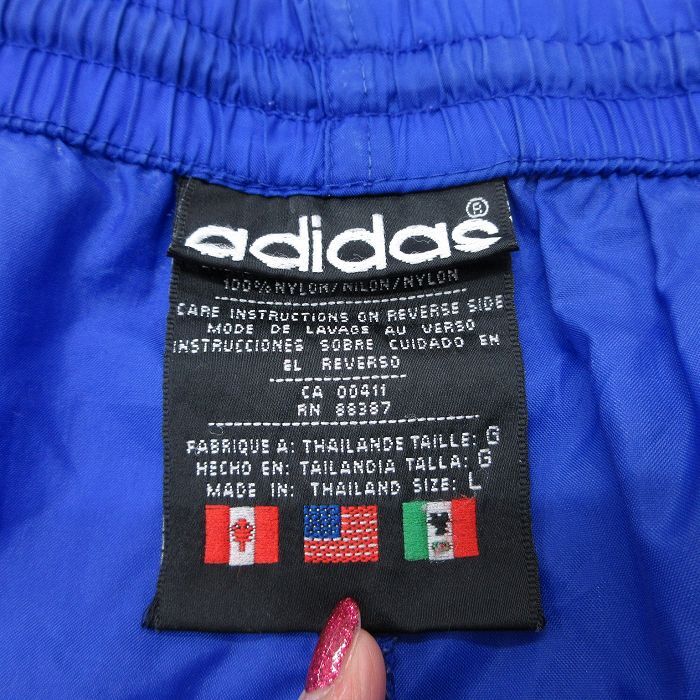 adidas®
100% NYLON/NILON/NYLON
CARE INSTRUCTIONS ON REVERSE SIDE
MODE DE LAVAGE AU VERSO
INSTRUCCIONES SOBRE CUIDADO EN
EL REVERSO
CA 00411
RN 88387
FABRIQUE A: THAILANDE TAILLE: G
HECHO EN: TAILANDIA TALLA: G
MADE IN: THAILAND SIZE: L